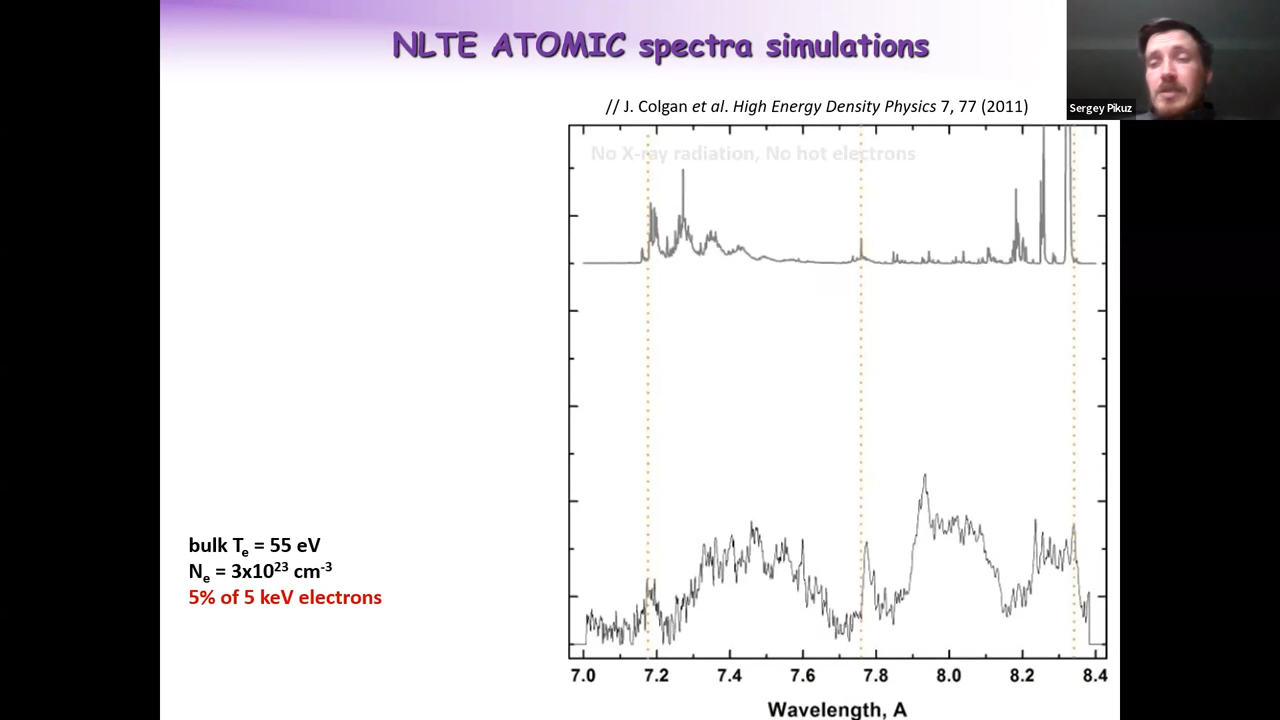 NLTE ATOMIC spectra simulations
Sergey Pikuz
// J. Colgan et al. High Energy Density Physics 7, 77 (2011)
No X-ray radiation, No hot electrons
bulk Te = 55 eV
Ne = 3x10²³ cm⁻³
5% of 5 keV electrons
7.0 7.2 7.4 7.6 7.8 8.0 8.2 8.4
Wavelength, A